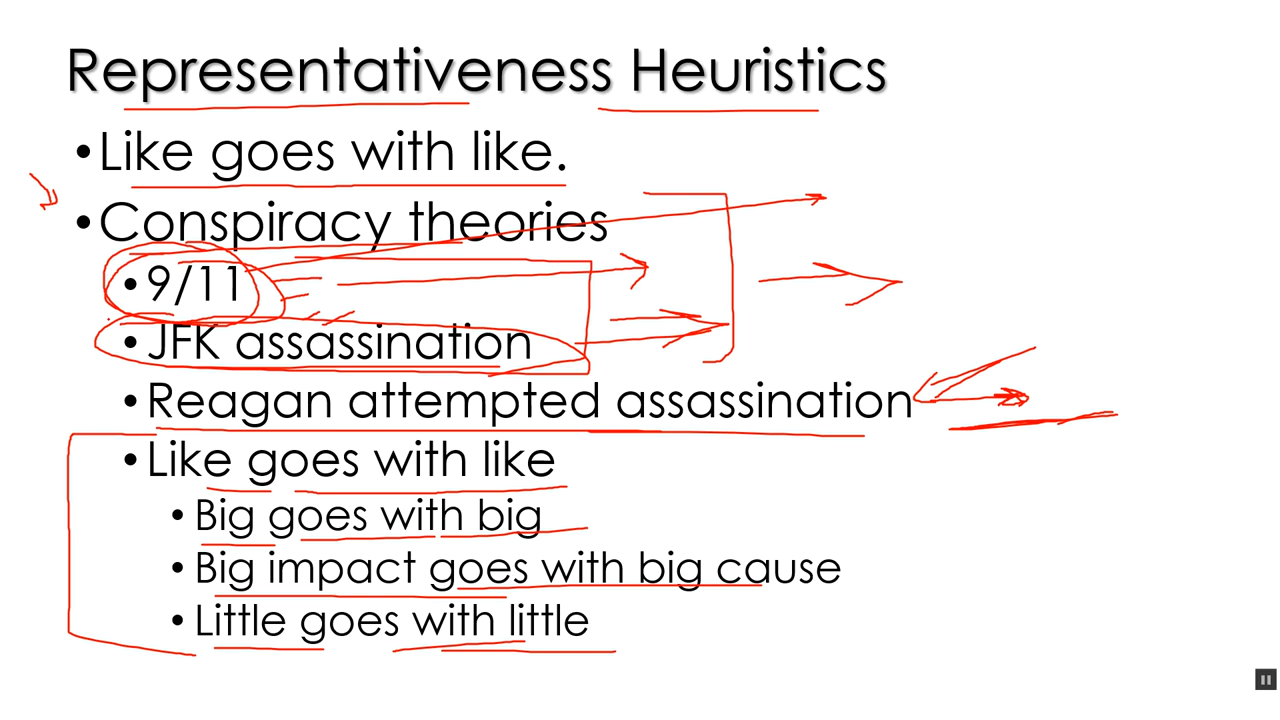 Representativeness Heuristics
•Like goes with like.
•Conspiracy theories
•9/11
•JFK assassination
•Reagan attempted assassination
•Like goes with like
•Big goes with big
•Big impact goes with big cause
•Little goes with little